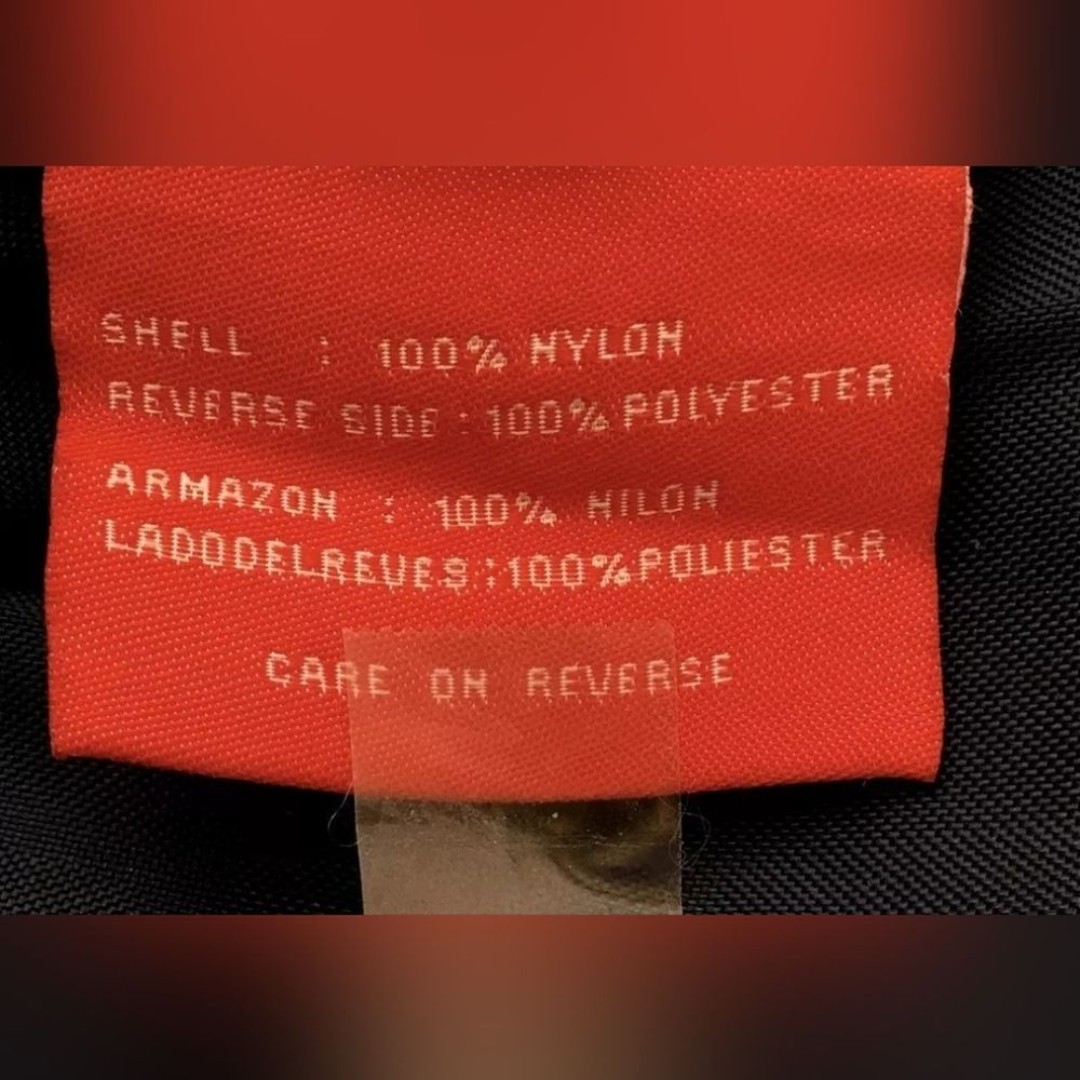 SHELL : 100% NYLON
REVERSE SIDE : 100% POLYESTER
ARMAZON : 100% NILON
LADODELREVES : 100% POLIESTER
CARE ON REVERSE